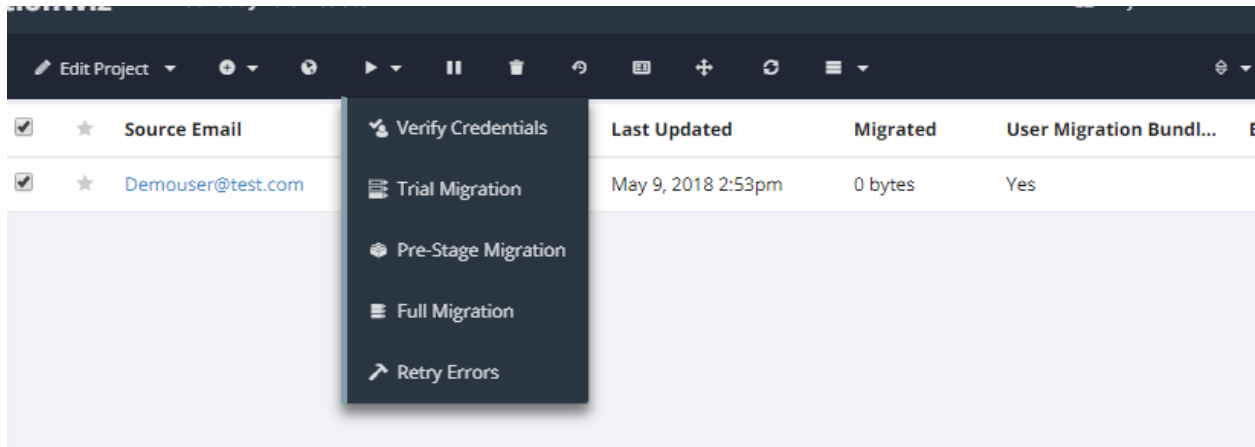 Edit Project
Source Email Last Updated Migrated User Migration Bundl...
Demouser@test.com May 9, 2018 2:53pm 0 bytes Yes
Verify Credentials
Trial Migration
Pre-Stage Migration
Full Migration
Retry Errors